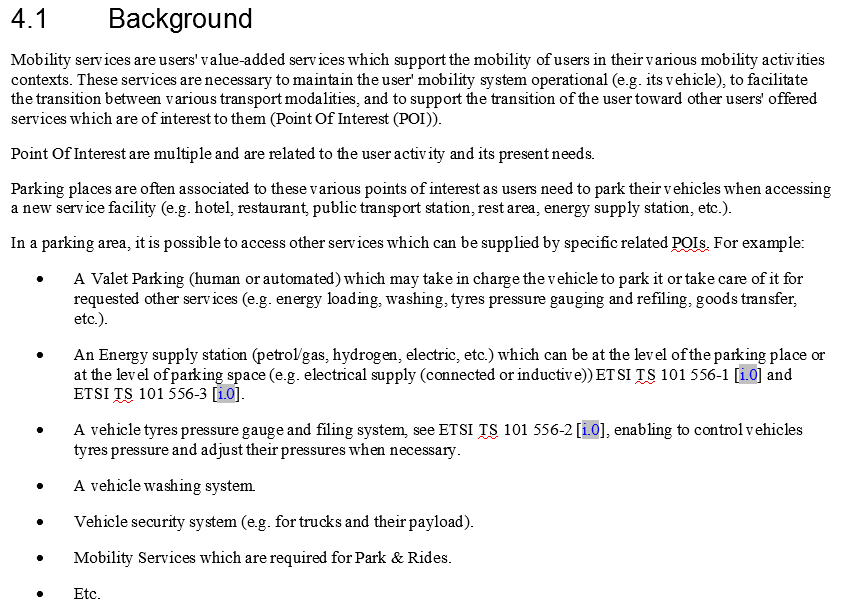 4.1 Background
Mobility services are users' value-added services which support the mobility of users in their various mobility activities
contexts. These services are necessary to maintain the user' mobility system operational (e.g. its vehicle), to facilitate
the transition between various transport modalities, and to support the transition of the user toward other users' offered
services which are of interest to them (Point Of Interest (POI)).
Point Of Interest are multiple and are related to the user activity and its present needs.
Parking places are often associated to these various points of interest as users need to park their vehicles when accessing
a new service facility (e.g. hotel, restaurant, public transport station, rest area, energy supply station, etc.).
In a parking area, it is possible to access other services which can be supplied by specific related POIs. For example:
• A Valet Parking (human or automated) which may take in charge the vehicle to park it or take care of it for
requested other services (e.g. energy loading, washing, tyres pressure gauging and refiling, goods transfer,
etc.).
• An Energy supply station (petrol/gas, hydrogen, electric, etc.) which can be at the level of the parking place or
at the level of parking space (e.g. electrical supply (connected or inductive)) ETSI TS 101 556-1 [i.0] and
ETSI TS 101 556-3 [i.0].
• A vehicle tyres pressure gauge and filing system, see ETSI TS 101 556-2 [i.0], enabling to control vehicles
tyres pressure and adjust their pressures when necessary.
• A vehicle washing system.
• Vehicle security system (e.g. for trucks and their payload).
• Mobility Services which are required for Park & Rides.
• Etc.